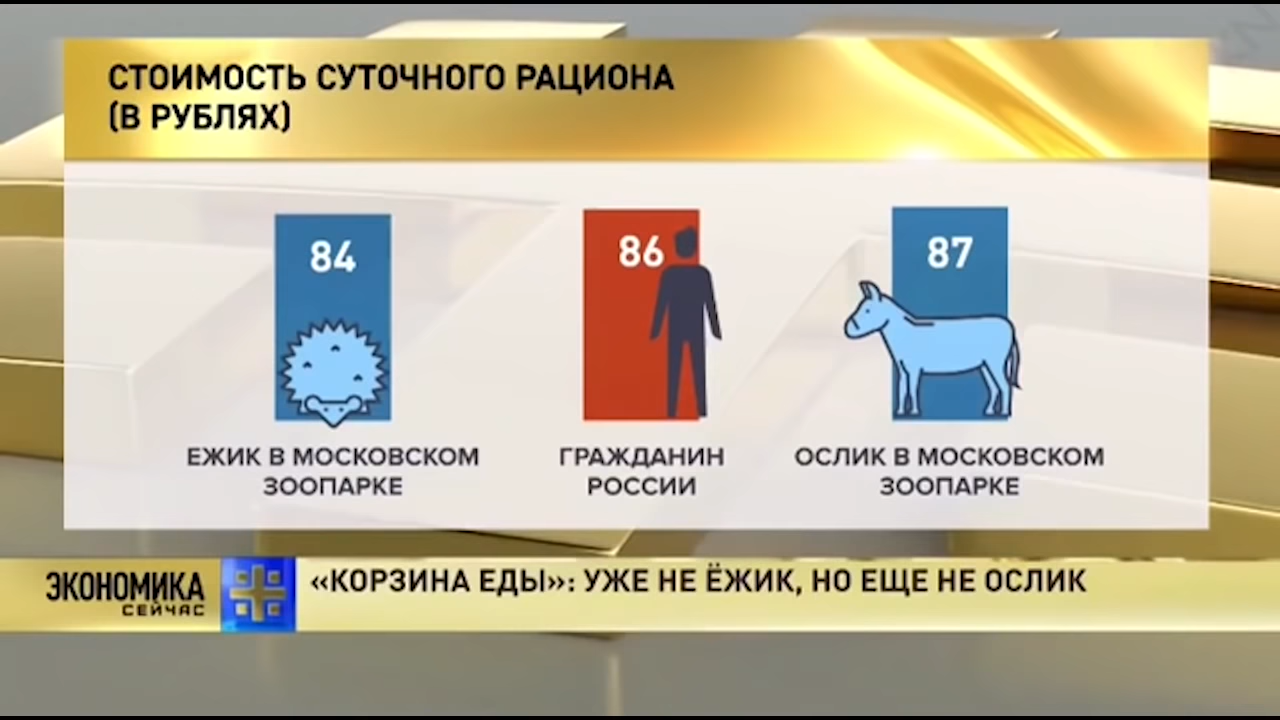 СТОИМОСТЬ СУТОЧНОГО РАЦИОНА
(В РУБЛЯХ)
84
86
87
ЕЖИК В МОСКОВСКОМ
ЗООПАРКЕ
ГРАЖДАНИН
РОССИИ
ОСЛИК В МОСКОВСКОМ
ЗООПАРКЕ
ЭКОНОМИКА
СЕЙЧАС
«КОРЗИНА ЕДЫ»: УЖЕ НЕ ЁЖИК, НО ЕЩЕ НЕ ОСЛИК